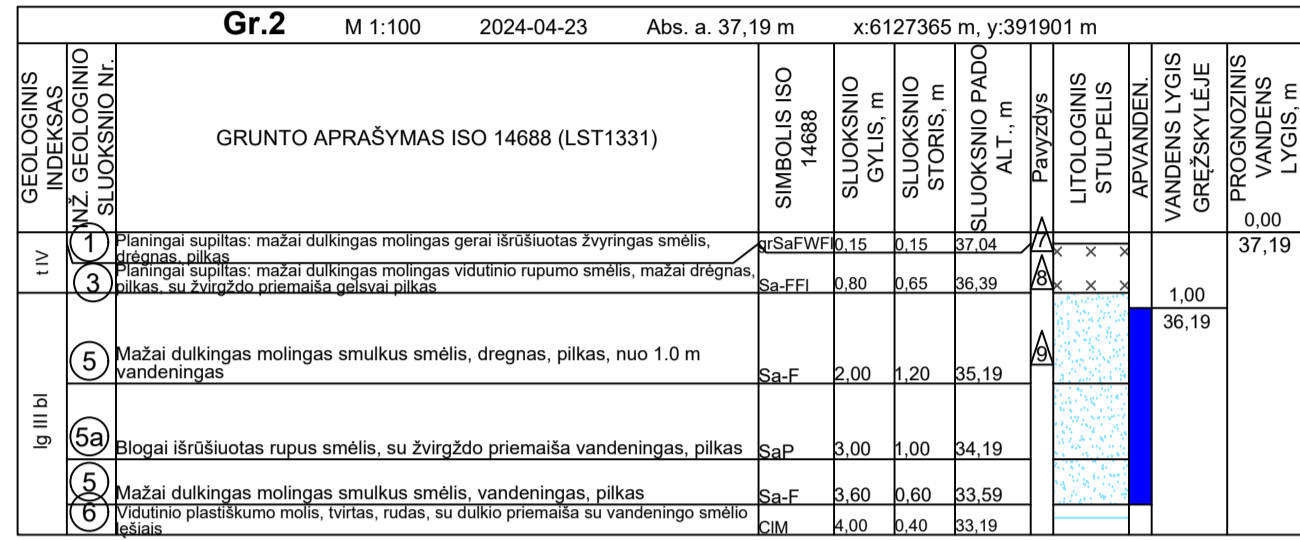 Gr.2 M 1:100 2024-04-23 Abs. a. 37,19 m x:6127365 m, y:391901 m
GEOLOGINIS
INDEKSAS
INŽ. GEOLOGINIO
SLUOKSNIO Nr.
GRUNTO APRAŠYMAS ISO 14688 (LST1331)
SIMBOLIS ISO
14688
SLUOKSNIO
GYLIS, m
SLUOKSNIO
STORIS, m
SLUOKSNIO PADO
ALT., m
Pavyzdys
LITOLOGINIS
STULPELIS
APVANDEN.
VANDENS LYGIS
GRĘŽSKYLĖJE
PROGNOZINIS
VANDENS
LYGIS, m
0,00
37,19
t IV
1
Planingai supiltas: mažai dulkingas molingas gerai išrūšiuotas žvyringas smėlis,
drėgnas, pilkas
grSaFWFl 0,15 0,15 37,04 7
3
Planingai supiltas: mažai dulkingas molingas vidutinio rupumo smėlis, mažai drėgnas,
pilkas, su žvirgždo priemaiša gelsvai pilkas
Sa-FFl 0,80 0,65 36,39 8
1,00
36,19
lg III bl
5
Mažai dulkingas molingas smulkus smėlis, dregnas, pilkas, nuo 1.0 m
vandeningas
Sa-F 2,00 1,20 35,19 9
5a
Blogai išrūšiuotas rupus smėlis, su žvirgždo priemaiša vandeningas, pilkas
SaP 3,00 1,00 34,19
5
Mažai dulkingas molingas smulkus smėlis, vandeningas, pilkas
Sa-F 3,60 0,60 33,59
6
Vidutinio plastiškumo molis, tvirtas, rudas, su dulkio priemaiša su vandeningo smėlio
lęšiais
ClM 4,00 0,40 33,19